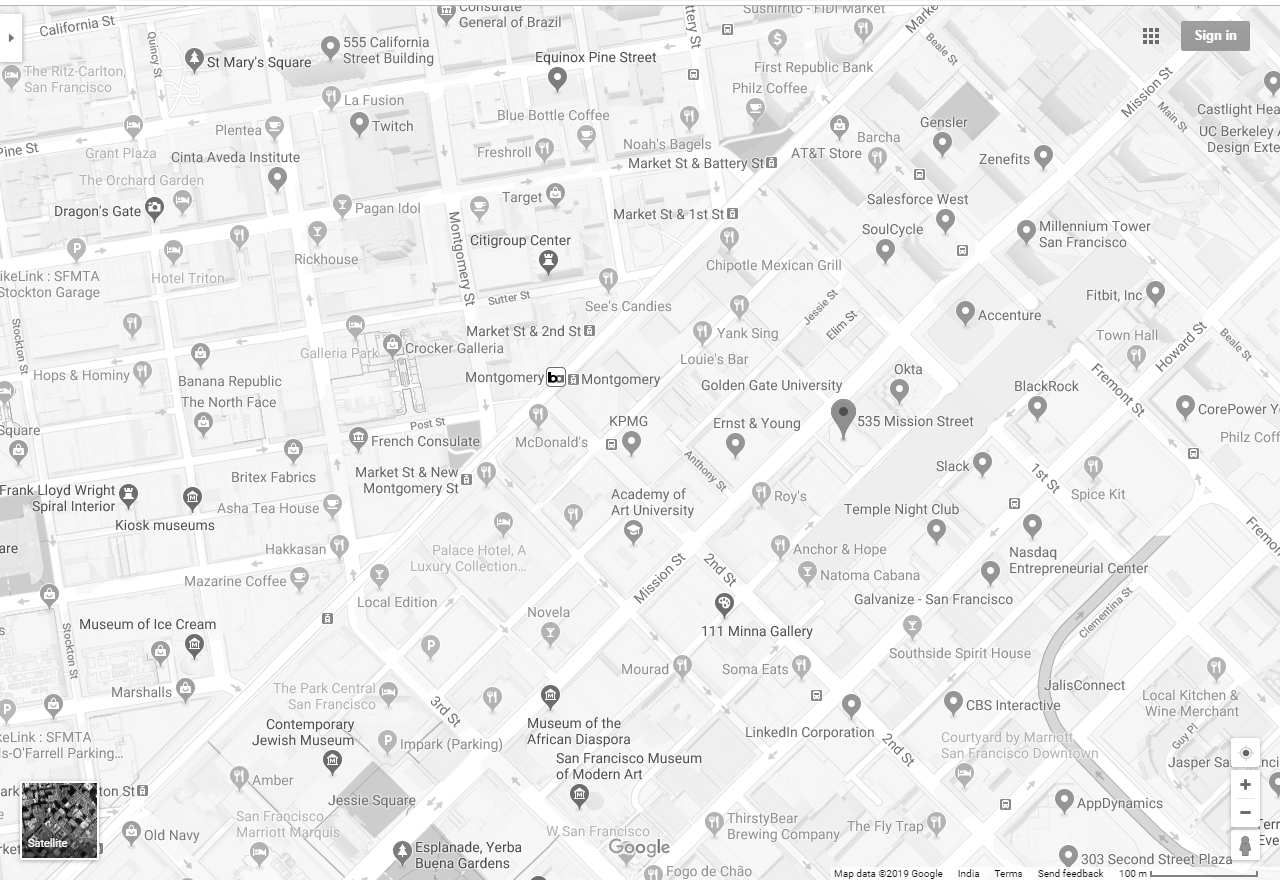 California St
Consulate
General of Brazil
Sushirrito - FIDI Market
Sign in
Quincy St
555 California
Street Building
St Mary's Square
Equinox Pine Street
First Republic Bank
Beale St
The Ritz-Carlton,
San Francisco
La Fusion
Philz Coffee
Mission St
Main St
Blue Bottle Coffee
Twitch
Plentea
Gensler
Castlight Hea
UC Berkeley
Design Exte
Pine St
Grant Plaza
Cinta Aveda Institute
Freshroll
Noah's Bagels
Market St & Battery St
AT&T Store
Barcha
Zenefits
The Orchard Garden
Dragon's Gate
Pagan Idol
Target
Market St & 1st St
Salesforce West
SoulCycle
Millennium Tower
San Francisco
Montgomery St
Citigroup Center
Rickhouse
Hotel Triton
Chipotle Mexican Grill
ikeLink : SFMTA
Stockton Garage
Sutter St
See's Candies
Jessie St
Elim St
Fitbit, Inc
Accenture
Stockton St
Market St & 2nd St
Yank Sing
Town Hall
Howard St
Beale St
Galleria Park
Crocker Galleria
Louie's Bar
Hops & Hominy
Banana Republic
Montgomery
Montgomery
Golden Gate University
Okta
BlackRock
Fremont St
The North Face
Post St
KPMG
Ernst & Young
535 Mission Street
CorePower Yo
Square
French Consulate
McDonald's
Philz Coff
Britex Fabrics
Market St & New
Montgomery St
Anthony St
Slack
1st St
Spice Kit
Frank Lloyd Wright
Spiral Interior
Kiosk museums
Asha Tea House
Academy of
Art University
Roy's
Temple Night Club
are
Hakkasan
Palace Hotel, A
Luxury Collection...
Anchor & Hope
Nasdaq
Entrepreneurial Center
Fremon
Mazarine Coffee
Mission St
2nd St
Natoma Cabana
Local Edition
Galvanize - San Francisco
Clementina St
Museum of Ice Cream
Novela
111 Minna Gallery
Stockton St
Southside Spirit House
Marshalls
Mourad
Soma Eats
JalisConnect
The Park Central
San Francisco
3rd St
CBS Interactive
Local Kitchen &
Wine Merchant
Contemporary
Jewish Museum
Museum of the
African Diaspora
LinkedIn Corporation
2nd St
Courtyard by Marriott
San Francisco Downtown
Guy Pl
keLink : SFMTA
is-O'Farrell Parking...
Impark (Parking)
San Francisco Museum
of Modern Art
Jasper Sa
Amber
Jessie Square
AppDynamics
Satellite
San Francisco
Marriott Marquis
Old Navy
W San Francisco
Google
ThirstyBear
Brewing Company
The Fly Trap
Esplanade, Yerba
Buena Gardens
Fogo de Chão
303 Second Street Plaza
Map data ©2019 Google India Terms Send feedback 100 m